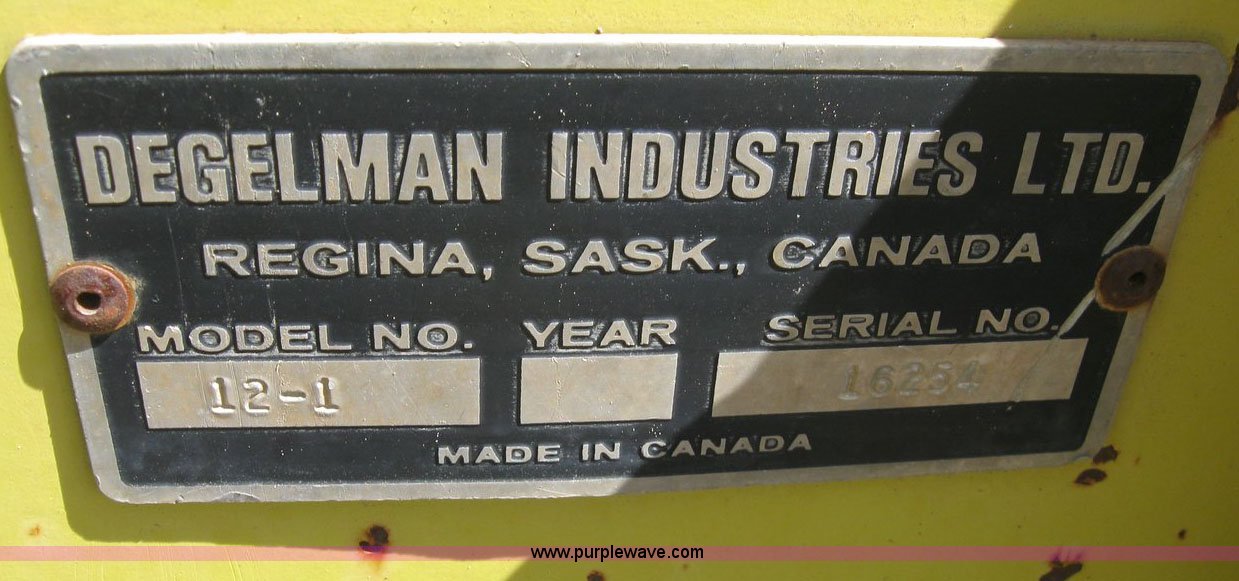 DEGELMAN INDUSTRIES LTD.
REGINA, SASK., CANADA
MODEL NO. YEAR SERIAL NO.
12-1 16254
MADE IN CANADA
www.purplewave.com